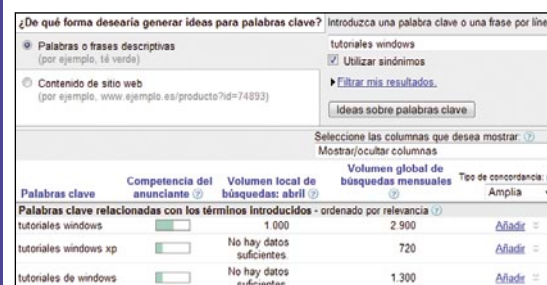 ¿De qué forma desearía generar ideas para palabras clave?
Palabras o frases descriptivas
(por ejemplo, té verde)
Contenido de sitio web
(por ejemplo, www.ejemplo.es/producto?id=74893)
Introduzca una palabra clave o una frase por líne
tutoriales windows
Utilizar sinónimos
Filtrar mis resultados.
Ideas sobre palabras clave
Seleccione las columnas que desea mostrar: ?
Mostrar/ocultar columnas
Palabras clave
Competencia del anunciante ?
Volumen local de búsquedas: abril ?
Volumen global de búsquedas mensuales ?
Tipo de concordancia:
Amplia
Palabras clave relacionadas con los términos introducidos - ordenado por relevancia ?
tutoriales windows 1.000 2.900 Añadir
tutoriales windows xp No hay datos suficientes. 720 Añadir
tutoriales de windows No hay datos suficientes. 1.300 Añadir